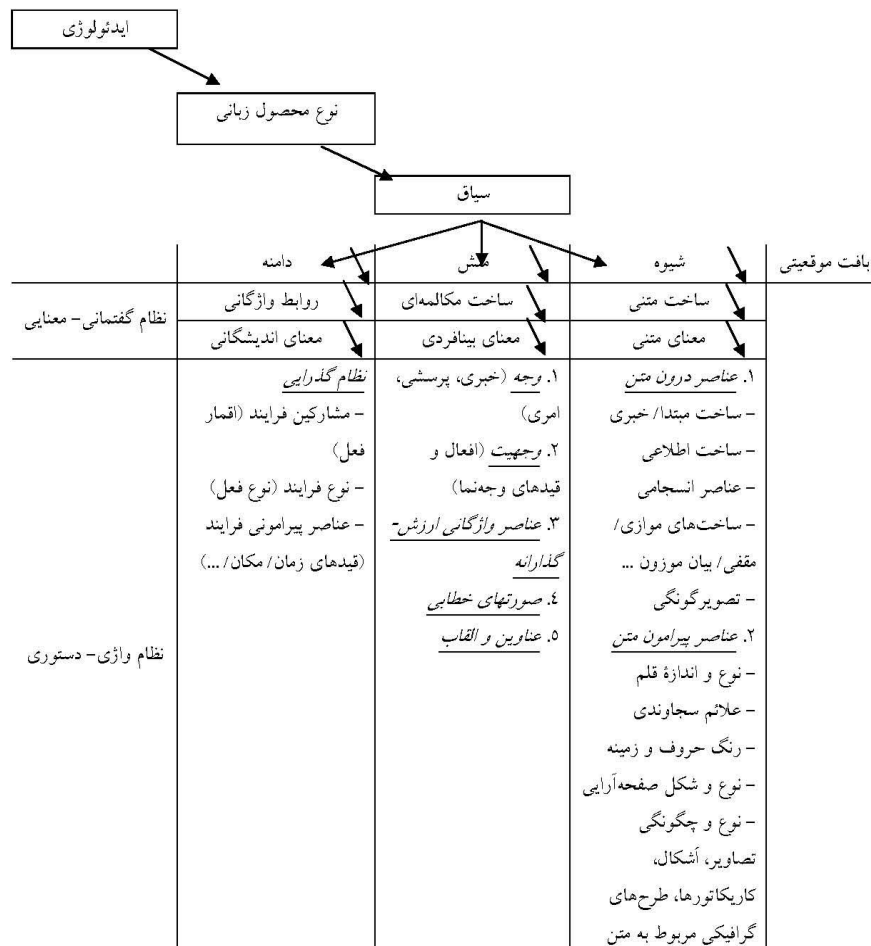 ایدئولوژی
نوع محصول زبانی
سیاق
بافت موقعیتی
شیوه
منش
دامنه
ساخت متنی
ساخت مکالمه‌ای
روابط واژگانی
نظام گفتمانی- معنایی
معنای متنی
معنای بینافردی
معنای اندیشگانی
۱. عناصر درون متن
- ساخت مبتدا/ خبری
- ساخت اطلاعی
- عناصر انسجامی
- ساخت‌های موازی/
مقفی/ بیان موزون ...
- تصویرگونگی
۲. عناصر پیرامون متن
- نوع و اندازهٔ قلم
- علائم سجاوندی
- رنگ حروف و زمینه
- نوع و شکل صفحه‌آرایی
- نوع و چگونگی
تصاویر، اَشکال،
کاریکاتورها، طرح‌های
گرافیکی مربوط به متن
۱. وجه (خبری، پرسشی،
امری)
۲. وجهیت (افعال و
قیدهای وجه‌نما)
۳. عناصر واژگانی ارزش-
گذارانه
٤. صورتهای خطابی
٥. عناوین و القاب
نظام گذرایی
- مشارکین فرایند (اقمار
فعل)
- نوع فرایند (نوع فعل)
- عناصر پیرامونی فرایند
(قیدهای زمان/ مکان/ ...)
نظام واژی- دستوری